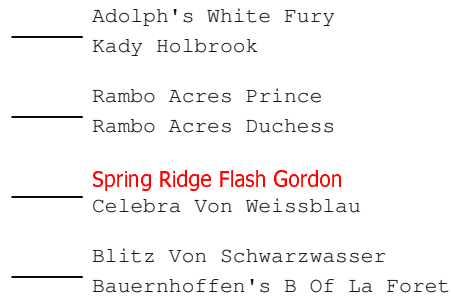 Adolph's White Fury
Kady Holbrook
Rambo Acres Prince
Rambo Acres Duchess
Spring Ridge Flash Gordon
Celebra Von Weissblau
Blitz Von Schwarzwasser
Bauernhoffen's B Of La Foret